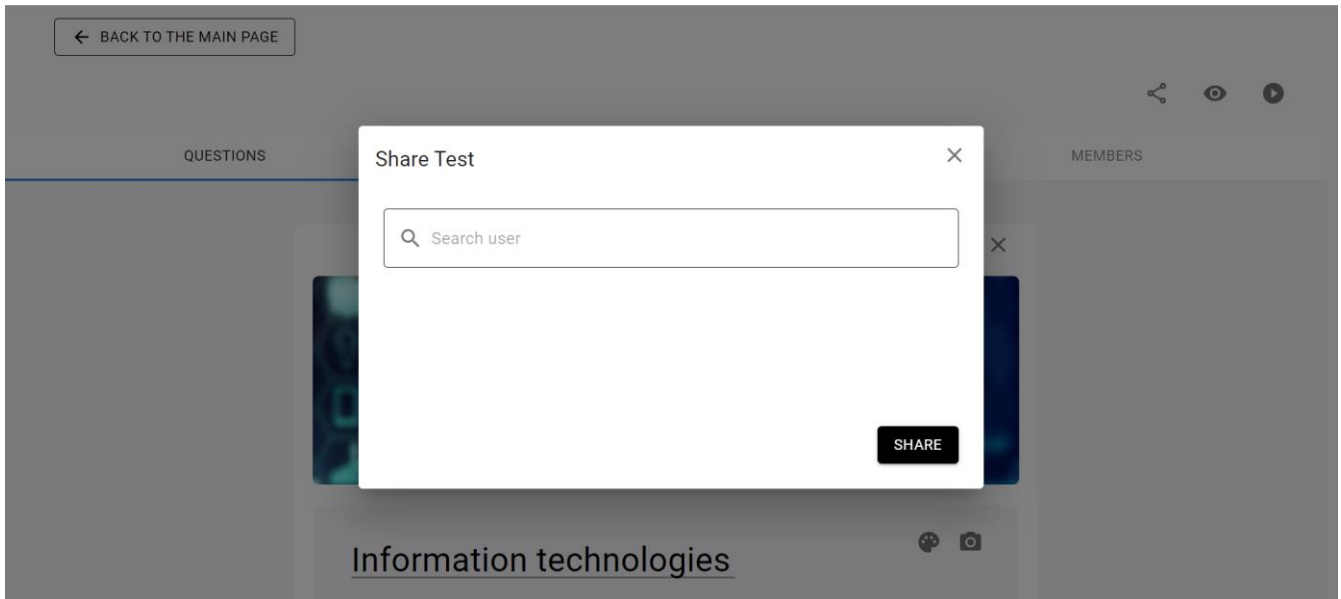 BACK TO THE MAIN PAGE
QUESTIONS
MEMBERS
Share Test
Search user
SHARE
Information technologies